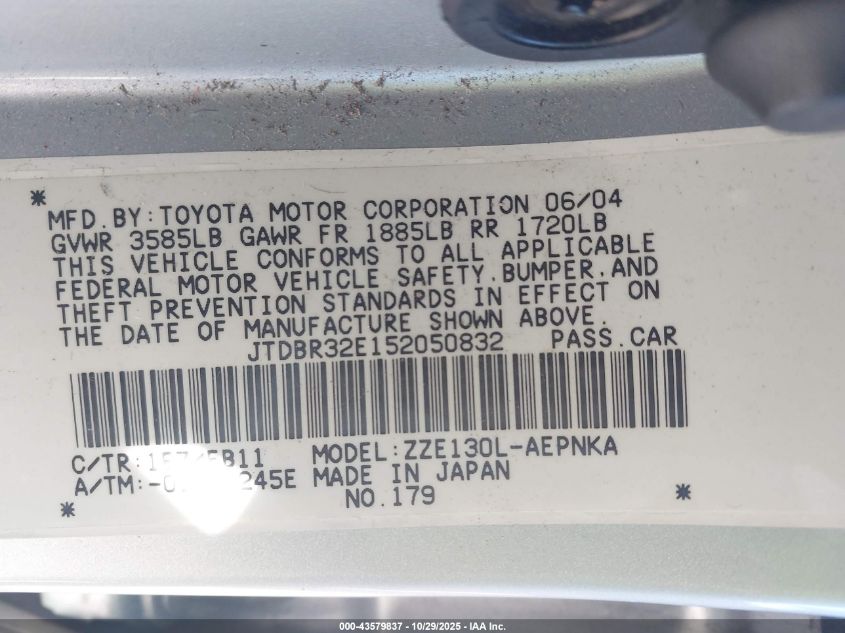 * MFD.BY:TOYOTA MOTOR CORPORATION 06/04
GVWR 3585LB GAWR FR 1885LB RR 1720LB
THIS VEHICLE CONFORMS TO ALL APPLICABLE
FEDERAL MOTOR VEHICLE SAFETY.BUMPER.AND
THEFT PREVENTION STANDARDS IN EFFECT ON
THE DATE OF MANUFACTURE SHOWN ABOVE.
JTDBR32E152050832 PASS.CAR
C/TR: MODEL:ZZE130L-AEPNKA
A/TM: MADE IN JAPAN
* NO.179 *
000-43579837 - 10/29/2025 - IAA Inc.